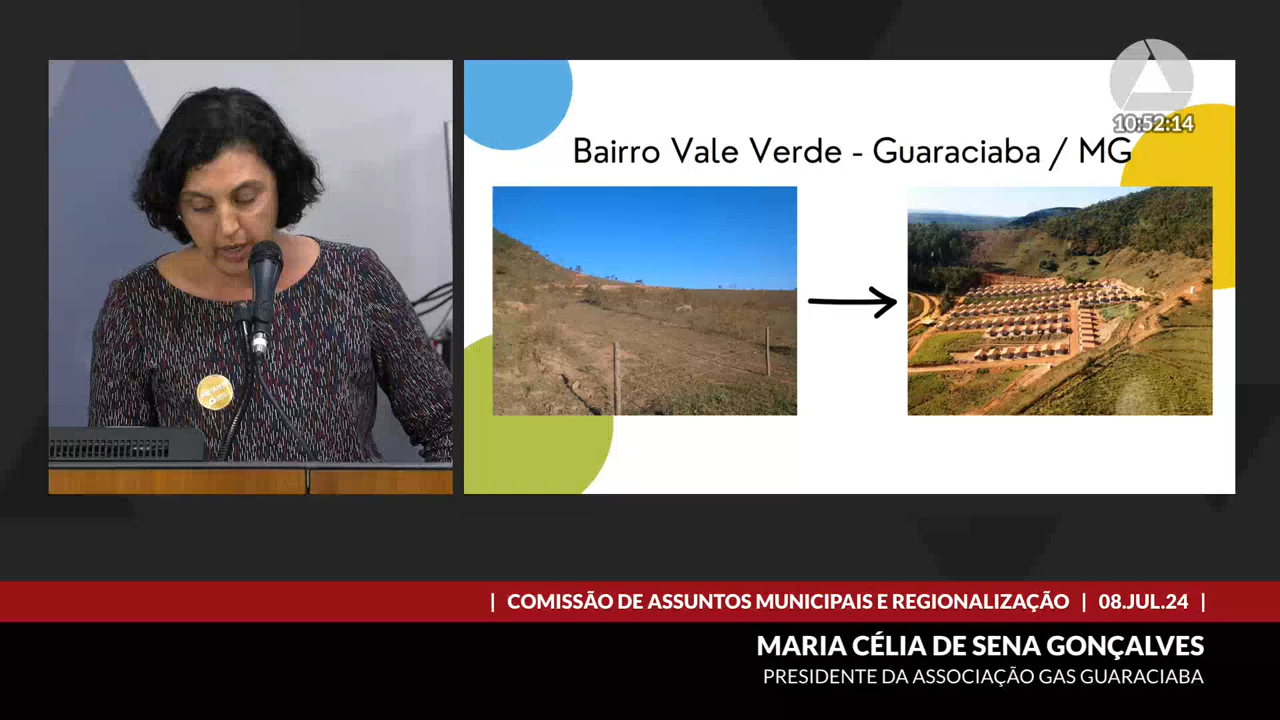 10:52:14
Bairro Vale Verde - Guaraciaba / MG
| COMISSÃO DE ASSUNTOS MUNICIPAIS E REGIONALIZAÇÃO | 08.JUL.24 |
MARIA CÉLIA DE SENA GONÇALVES
PRESIDENTE DA ASSOCIAÇÃO GAS GUARACIABA